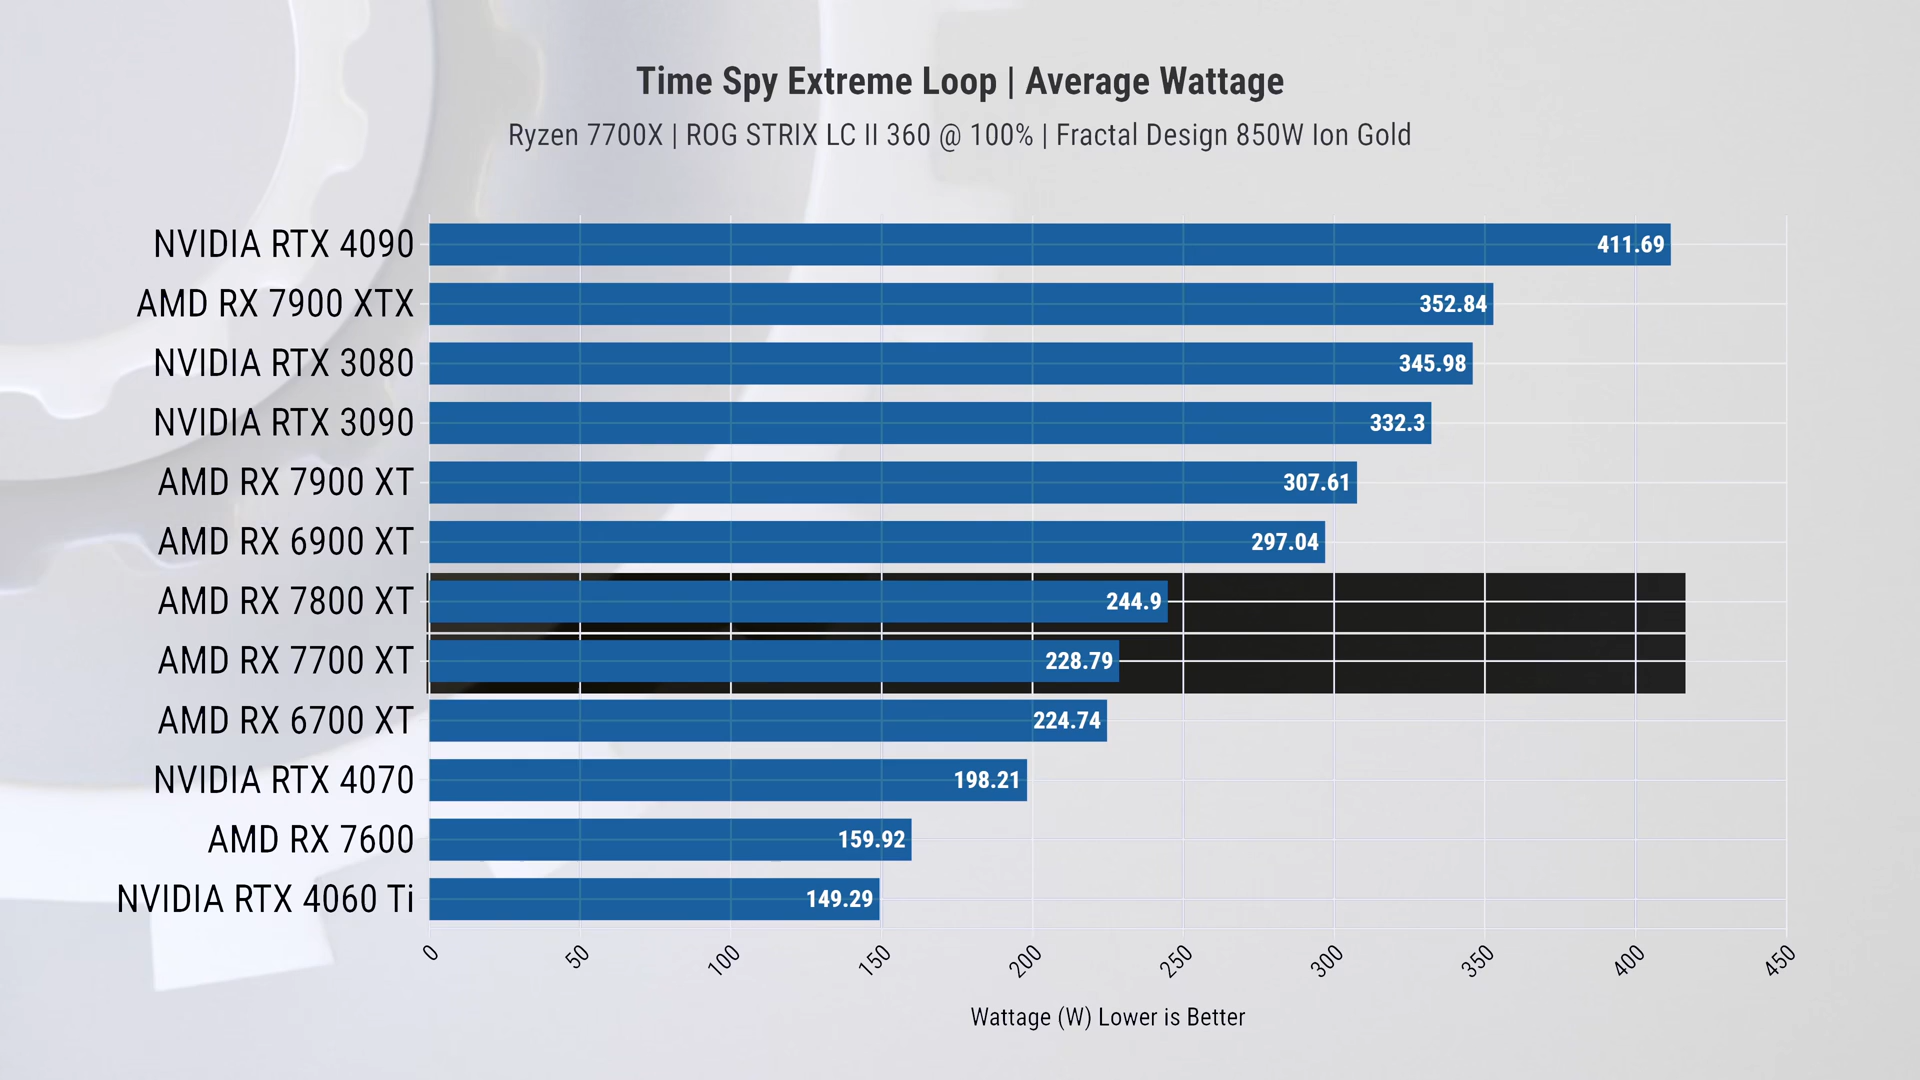 Time Spy Extreme Loop | Average Wattage
Ryzen 7700X | ROG STRIX LC II 360 @ 100% | Fractal Design 850W Ion Gold
NVIDIA RTX 4090 411.69
AMD RX 7900 XTX 352.84
NVIDIA RTX 3080 345.98
NVIDIA RTX 3090 332.3
AMD RX 7900 XT 307.61
AMD RX 6900 XT 297.04
AMD RX 7800 XT 244.9
AMD RX 7700 XT 228.79
AMD RX 6700 XT 224.74
NVIDIA RTX 4070 198.21
AMD RX 7600 159.92
NVIDIA RTX 4060 Ti 149.29
0 50 100 150 200 250 300 350 400 450
Wattage (W) Lower is Better